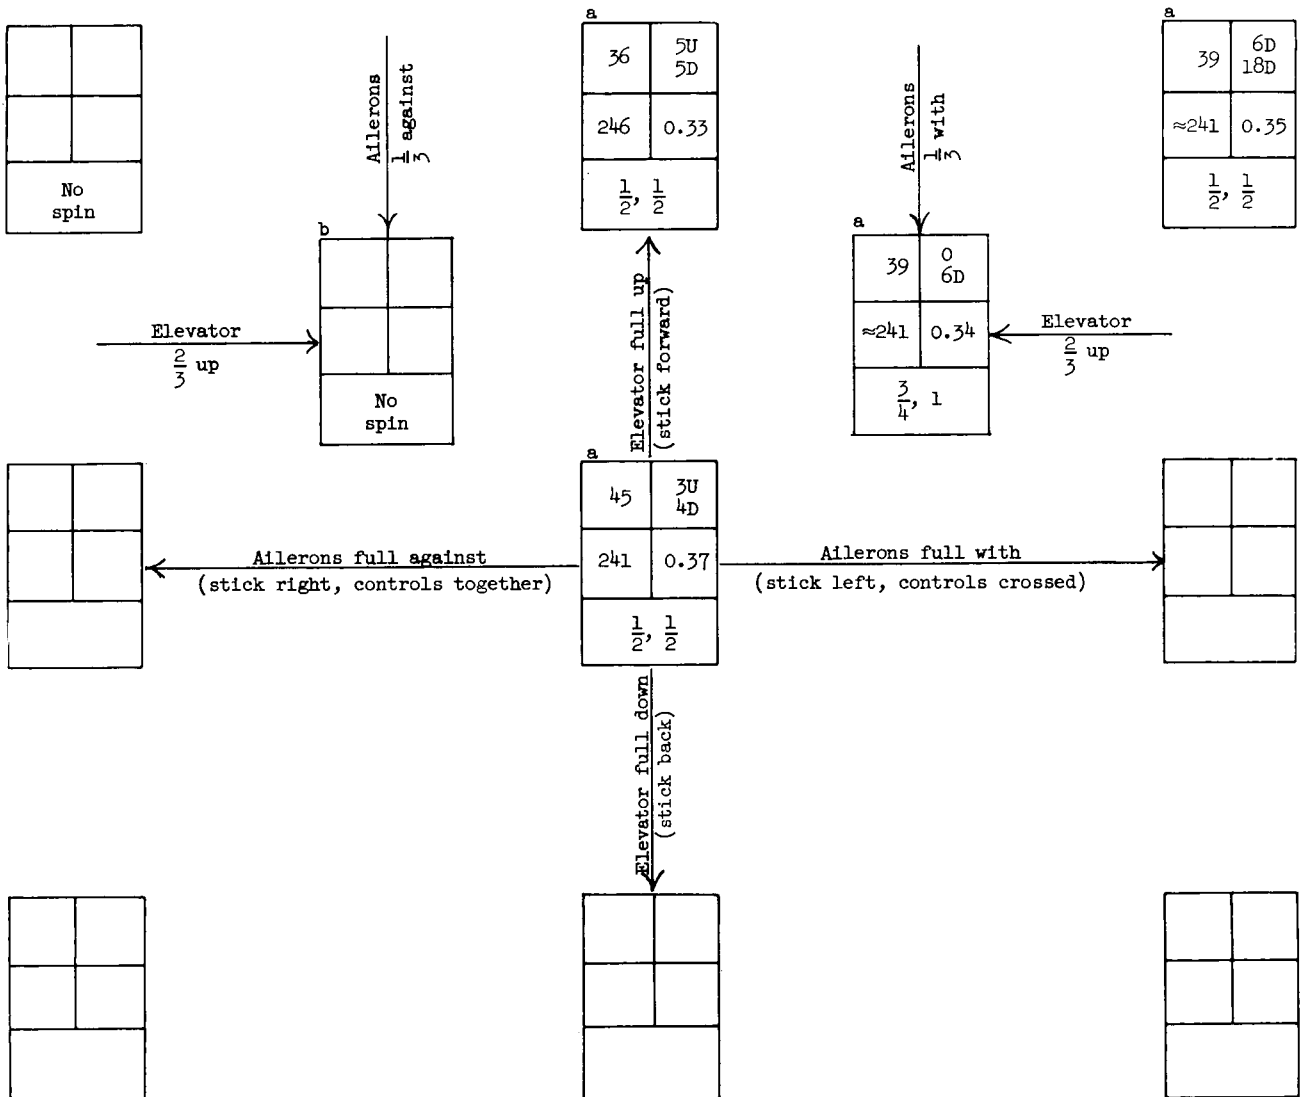 a
36
5U
5D
246
0.33
1/2, 1/2
a
39
6D
18D
≈241
0.35
1/2, 1/2
No
spin
Ailerons
1/3 against
Ailerons
1/3 with
b
No
spin
Elevator
2/3 up
a
39
0
6D
≈241
0.34
3/4, 1
Elevator
2/3 up
Elevator full up
(stick forward)
a
45
3U
4D
241
0.37
1/2, 1/2
Ailerons full against
(stick right, controls together)
Ailerons full with
(stick left, controls crossed)
Elevator full down
(stick back)